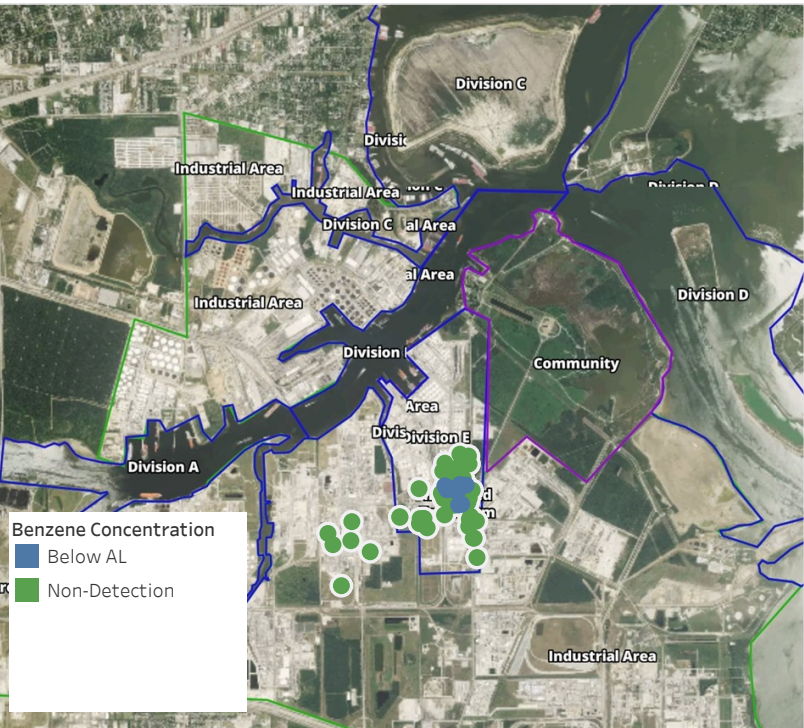 Division C
Industrial Area
Industrial Area
Division C
al Area
al Area
Division D
Industrial Area
Division
Community
Area
Division E
Division A
Benzene Concentration
Below AL
Non-Detection
Industrial Area